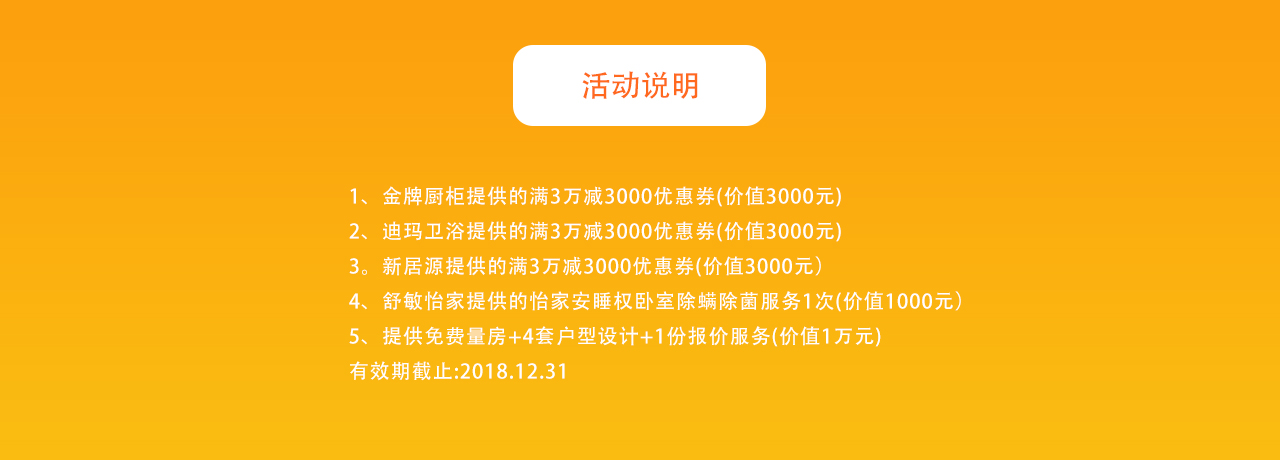 活动说明
1、金牌厨柜提供的满3万减3000优惠券(价值3000元)
2、迪玛卫浴提供的满3万减3000优惠券(价值3000元)
3。新居源提供的满3万减3000优惠券(价值3000元）
4、舒敏怡家提供的怡家安睡权卧室除螨除菌服务1次(价值1000元）
5、提供免费量房+4套户型设计+1份报价服务(价值1万元)
有效期截止:2018.12.31